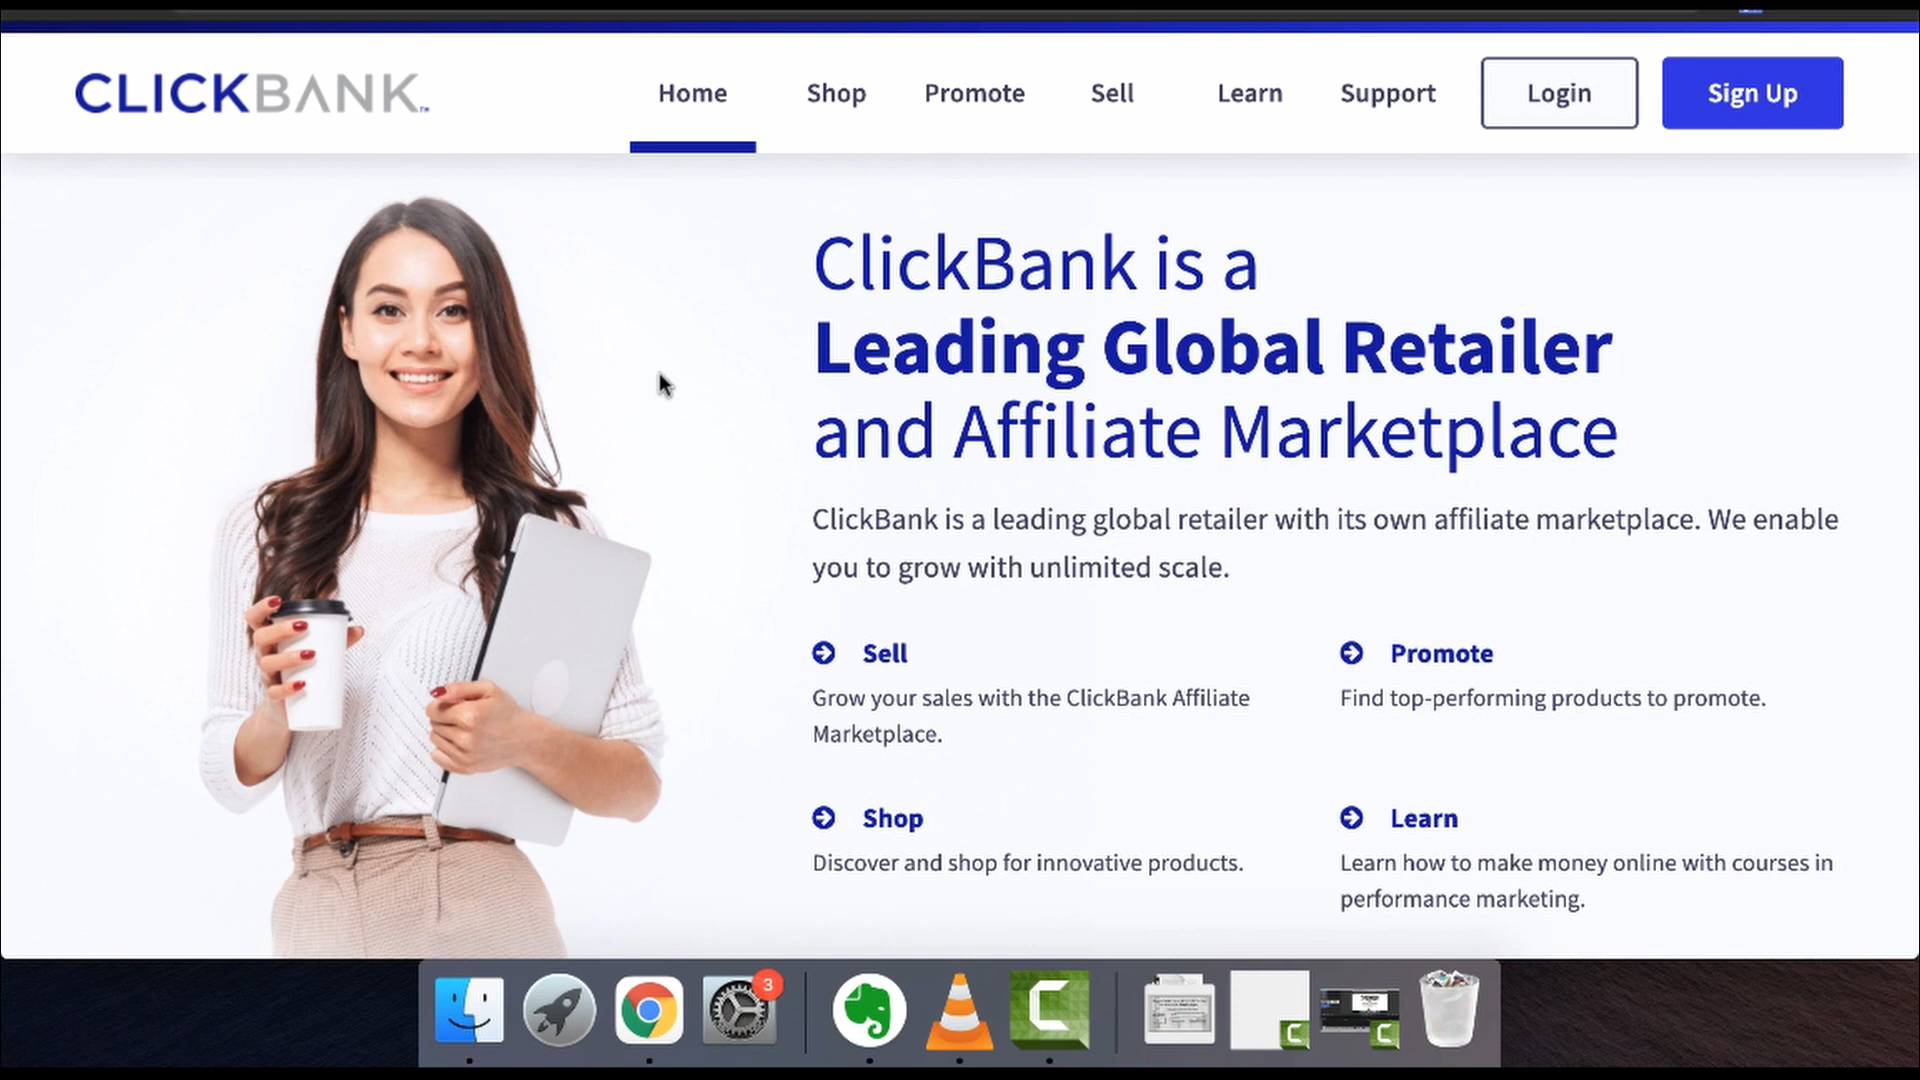 CLICKBANK™
Home Shop Promote Sell Learn Support Login Sign Up
ClickBank is a
Leading Global Retailer
and Affiliate Marketplace
ClickBank is a leading global retailer with its own affiliate marketplace. We enable
you to grow with unlimited scale.
Sell
Grow your sales with the ClickBank Affiliate
Marketplace.
Promote
Find top-performing products to promote.
Shop
Discover and shop for innovative products.
Learn
Learn how to make money online with courses in
performance marketing.
3